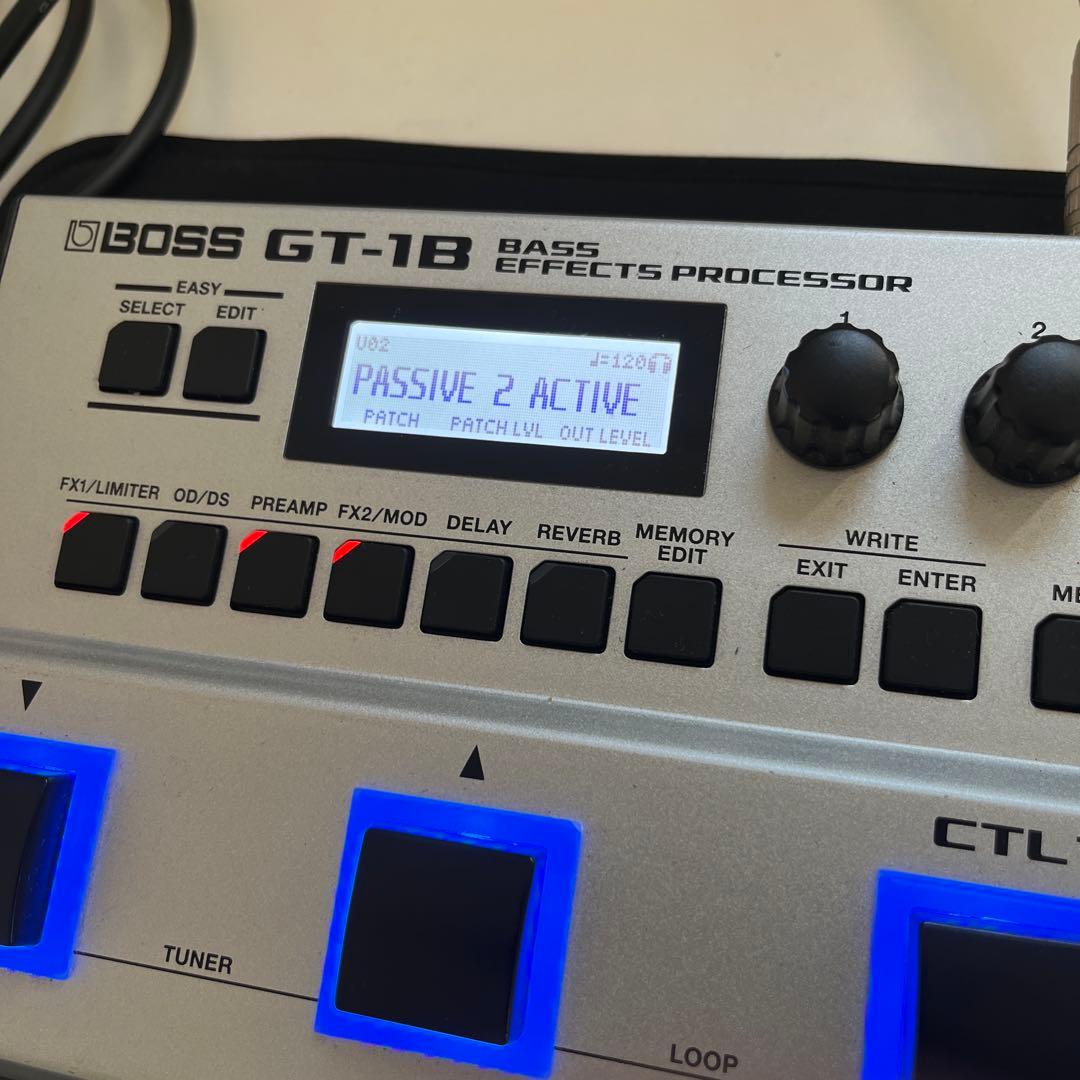 BOSS GT-1B BASS
EFFECTS PROCESSOR
EASY
SELECT EDIT
U02 ♩=120
PASSIVE 2 ACTIVE
PATCH PATCH LVL OUT LEVEL
1
2
FX1/LIMITER OD/DS PREAMP FX2/MOD DELAY REVERB MEMORY
EDIT
WRITE
EXIT ENTER
CTL
TUNER
LOOP